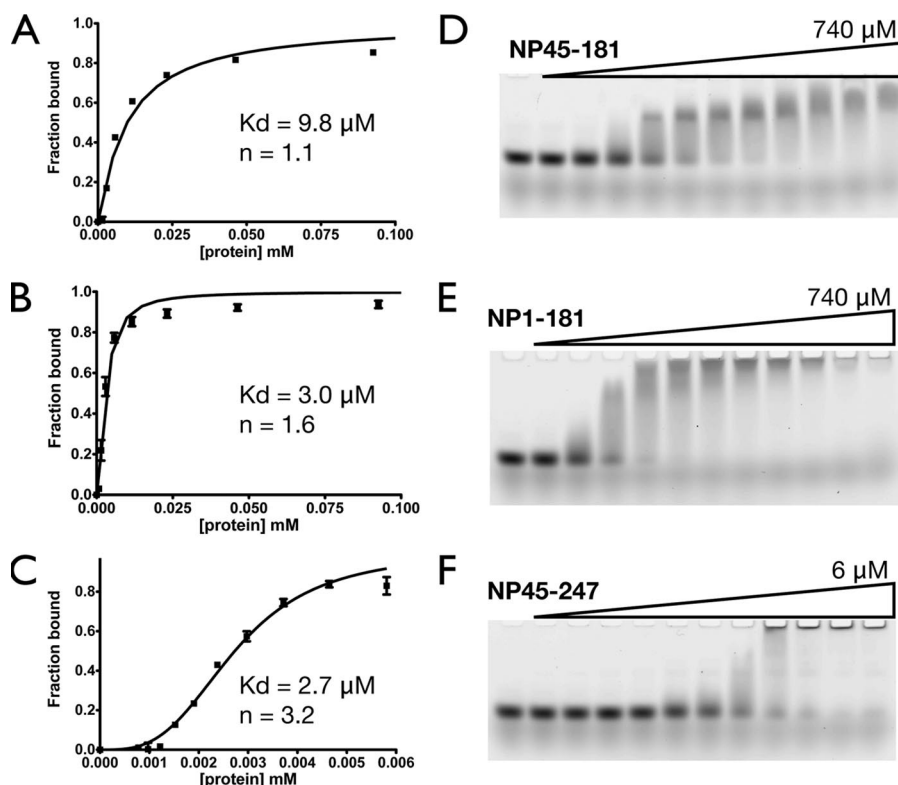 A
1.0
0.8
0.6
0.4
0.2
0.0
Fraction bound
Kd = 9.8 µM
n = 1.1
0.000 0.025 0.050 0.075 0.100
[protein] mM
D
740 µM
NP45-181
B
1.0
0.8
0.6
0.4
0.2
0.0
Fraction bound
Kd = 3.0 µM
n = 1.6
0.000 0.025 0.050 0.075 0.100
[protein] mM
E
740 µM
NP1-181
C
0.8
0.6
0.4
0.2
0.0
Fraction bound
Kd = 2.7 µM
n = 3.2
0.000 0.001 0.002 0.003 0.004 0.005 0.006
[protein] mM
F
6 µM
NP45-247